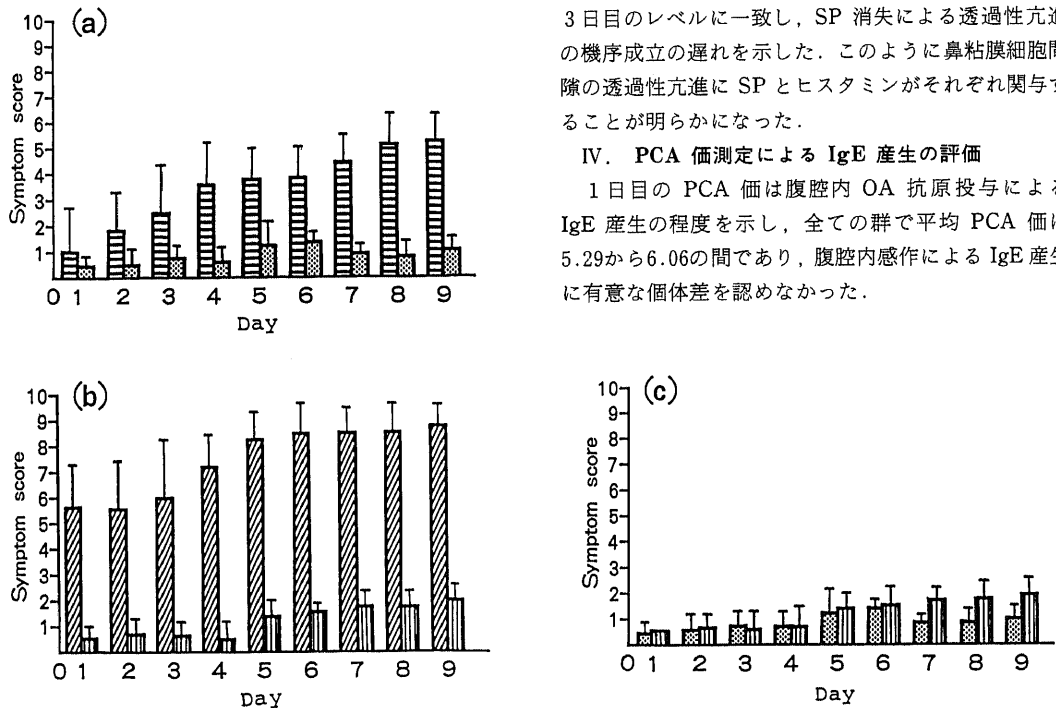 (a)
10
9
8
7
6
5
4
3
2
1
Symptom score
0 1 2 3 4 5 6 7 8 9
Day
3日目のレベルに一致し，SP 消失による透過性亢進
の機序成立の遅れを示した．このように鼻粘膜細胞間
隙の透過性亢進に SP とヒスタミンがそれぞれ関与す
ることが明らかになった．
IV． PCA 価測定による IgE 産生の評価
1日目の PCA 価は腹腔内 OA 抗原投与による
IgE 産生の程度を示し，全ての群で平均 PCA 価は
5.29から6.06の間であり，腹腔内感作による IgE 産生
に有意な個体差を認めなかった．
(b)
10
9
8
7
6
5
4
3
2
1
Symptom score
0 1 2 3 4 5 6 7 8 9
Day
(c)
10
9
8
7
6
5
4
3
2
1
Symptom score
0 1 2 3 4 5 6 7 8 9
Day